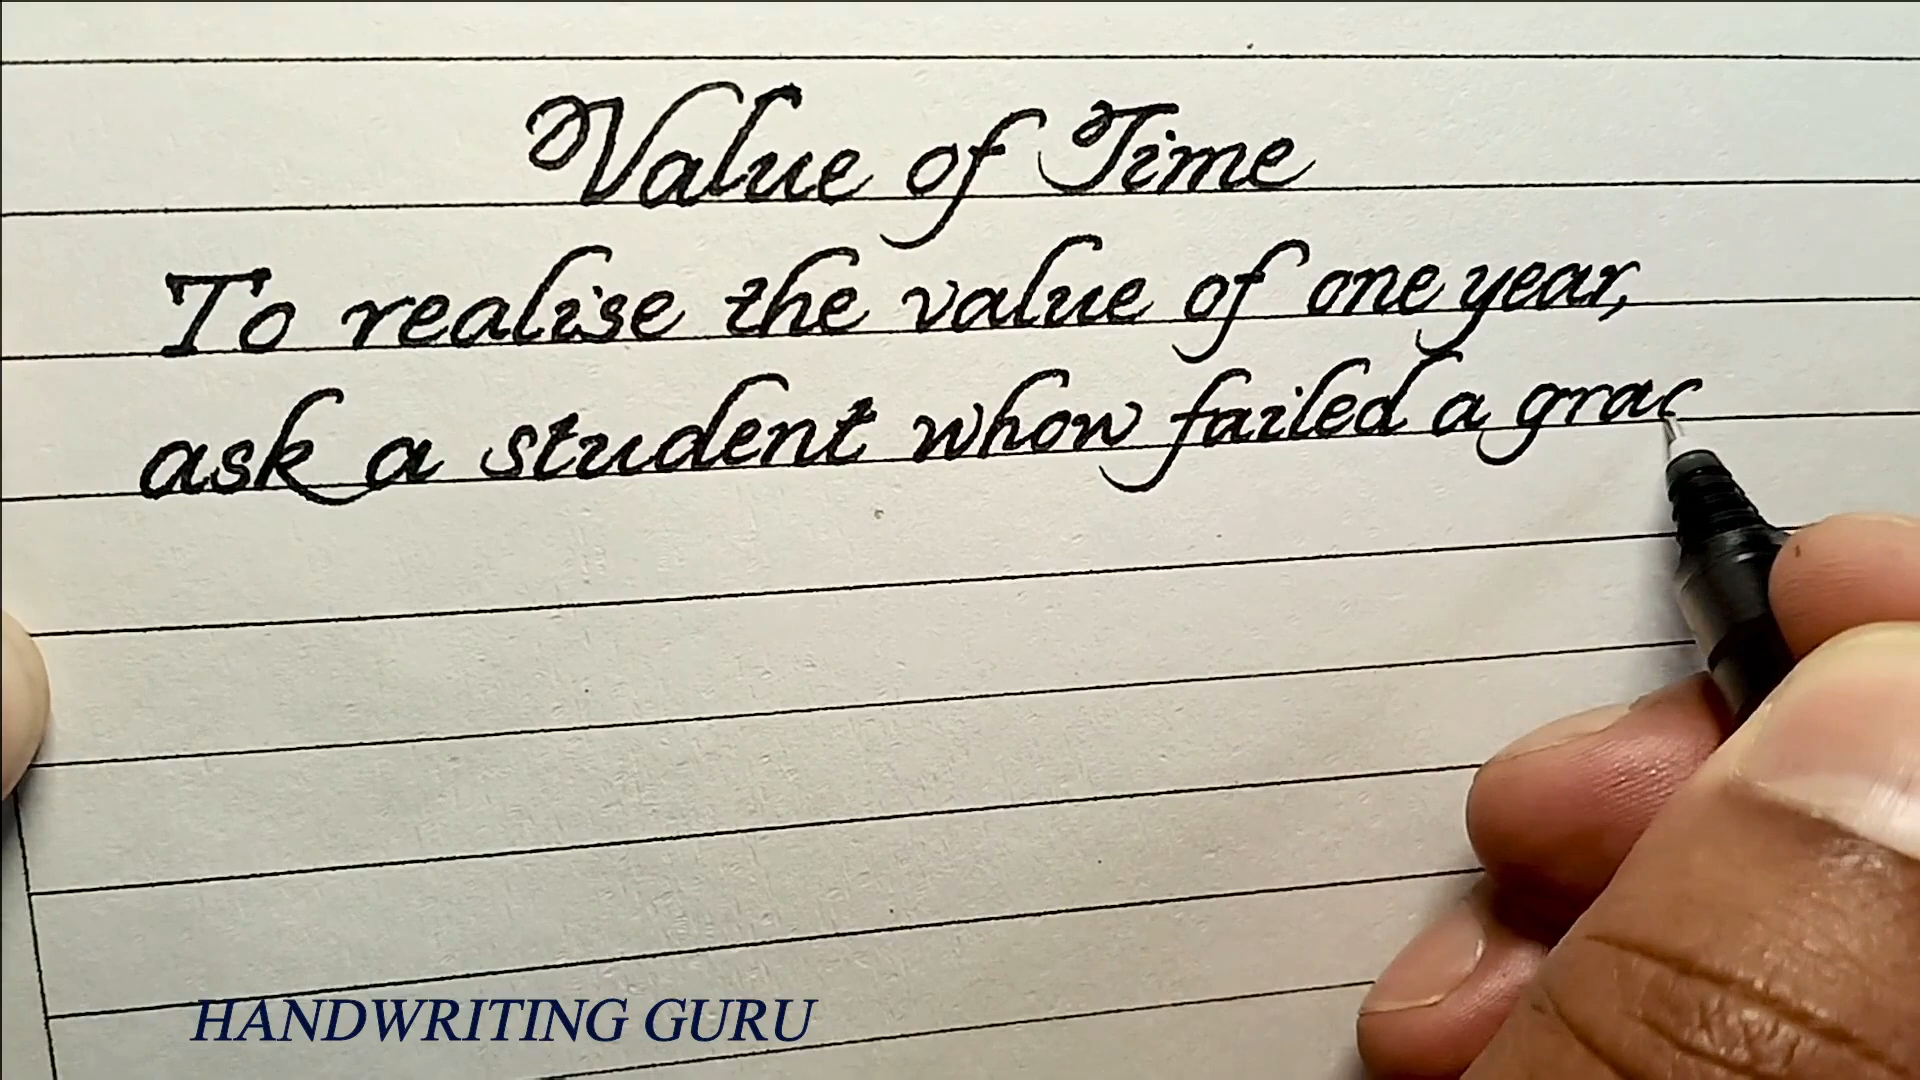 Value of Time
To realise the value of one year,
ask a student whow failed a grac
HANDWRITING GURU